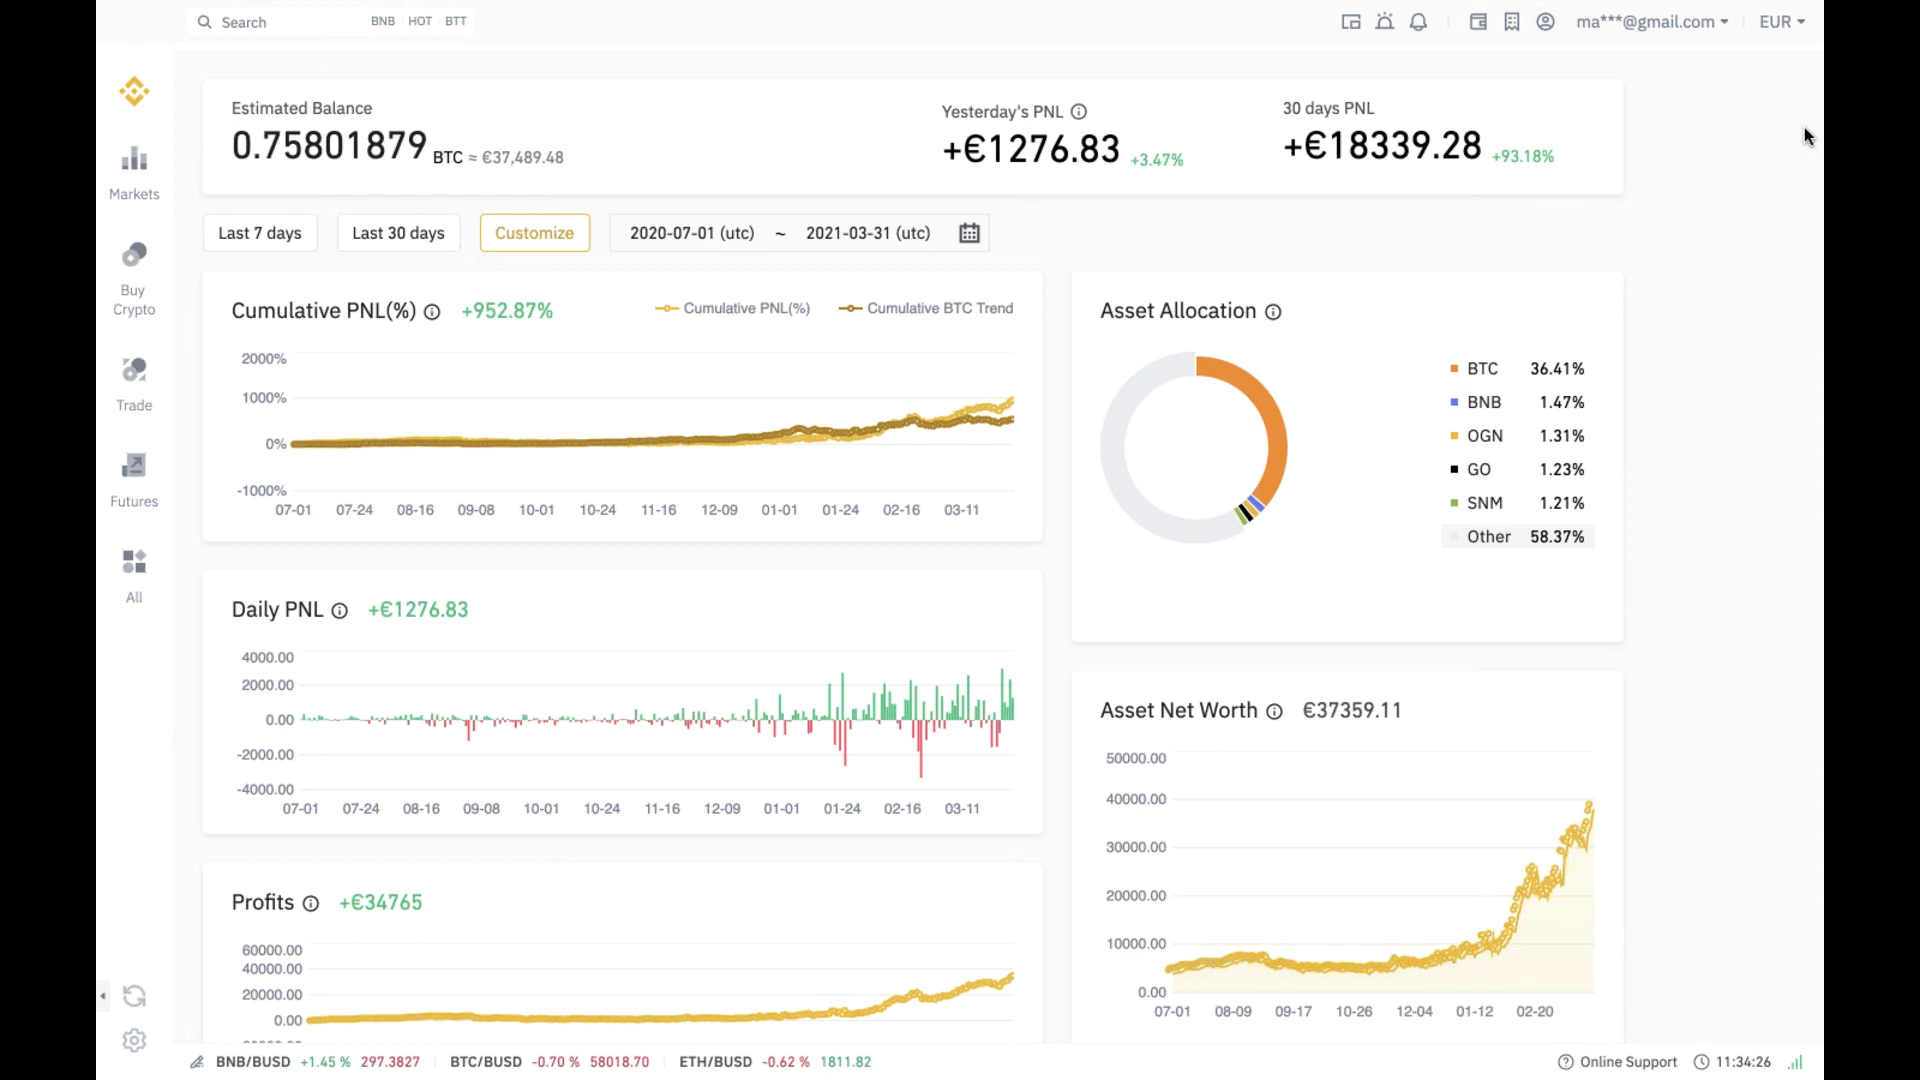 Search BNB HOT BTT ma***@gmail.com EUR
Estimated Balance
0.75801879 BTC ≈ €37,489.48
Yesterday's PNL
+€1276.83 +3.47%
30 days PNL
+€18339.28 +93.18%
Markets
Buy
Crypto
Trade
Futures
All
Last 7 days Last 30 days Customize 2020-07-01 (utc) ~ 2021-03-31 (utc)
Cumulative PNL(%) +952.87% Cumulative PNL(%) Cumulative BTC Trend
2000%
1000%
0%
-1000%
07-01 07-24 08-16 09-08 10-01 10-24 11-16 12-09 01-01 01-24 02-16 03-11
Asset Allocation
BTC 36.41%
BNB 1.47%
OGN 1.31%
GO 1.23%
SNM 1.21%
Other 58.37%
Daily PNL +€1276.83
4000.00
2000.00
0.00
-2000.00
-4000.00
07-01 07-24 08-16 09-08 10-01 10-24 11-16 12-09 01-01 01-24 02-16 03-11
Asset Net Worth €37359.11
50000.00
40000.00
30000.00
20000.00
10000.00
0.00
07-01 08-09 09-17 10-26 12-04 01-12 02-20
Profits +€34765
60000.00
40000.00
20000.00
0.00
BNB/BUSD +1.45 % 297.3827 BTC/BUSD -0.70 % 58018.70 ETH/BUSD -0.62 % 1811.82 Online Support 11:34:26